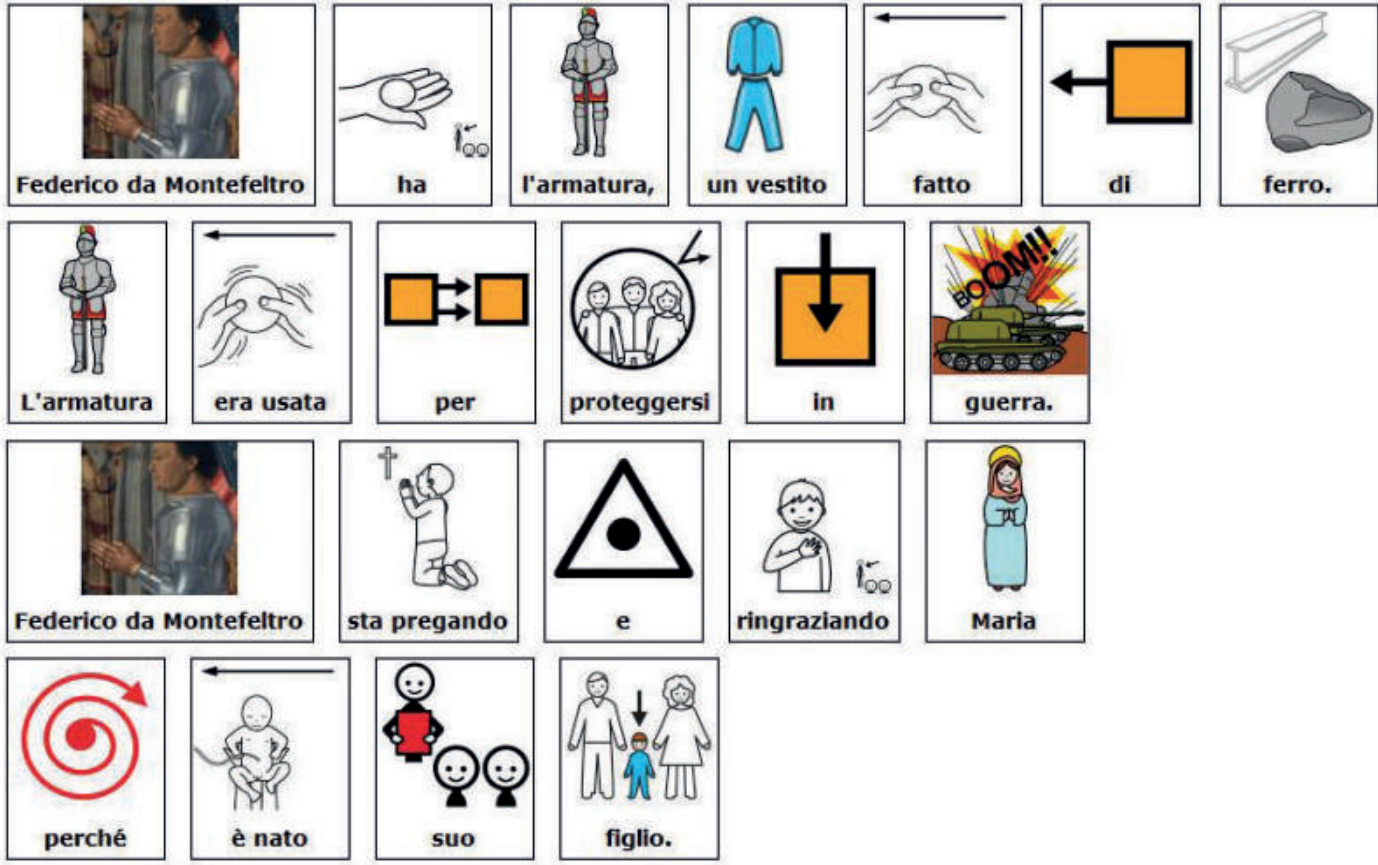 Federico da Montefeltro ha l'armatura, un vestito fatto di ferro.
BOOM!!
L'armatura era usata per proteggersi in guerra.
Federico da Montefeltro sta pregando e ringraziando Maria
perché è nato suo figlio.